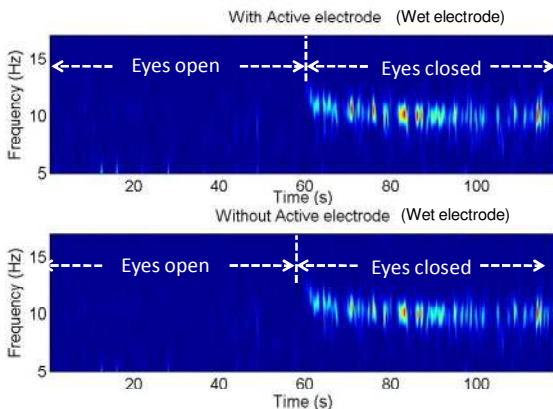 With Active electrode (Wet electrode)
Frequency (Hz)
15
10
5
Eyes open
Eyes closed
20 40 60 80 100
Time (s)
Without Active electrode (Wet electrode)
Frequency (Hz)
15
10
5
Eyes open
Eyes closed
20 40 60 80 100
Time (s)